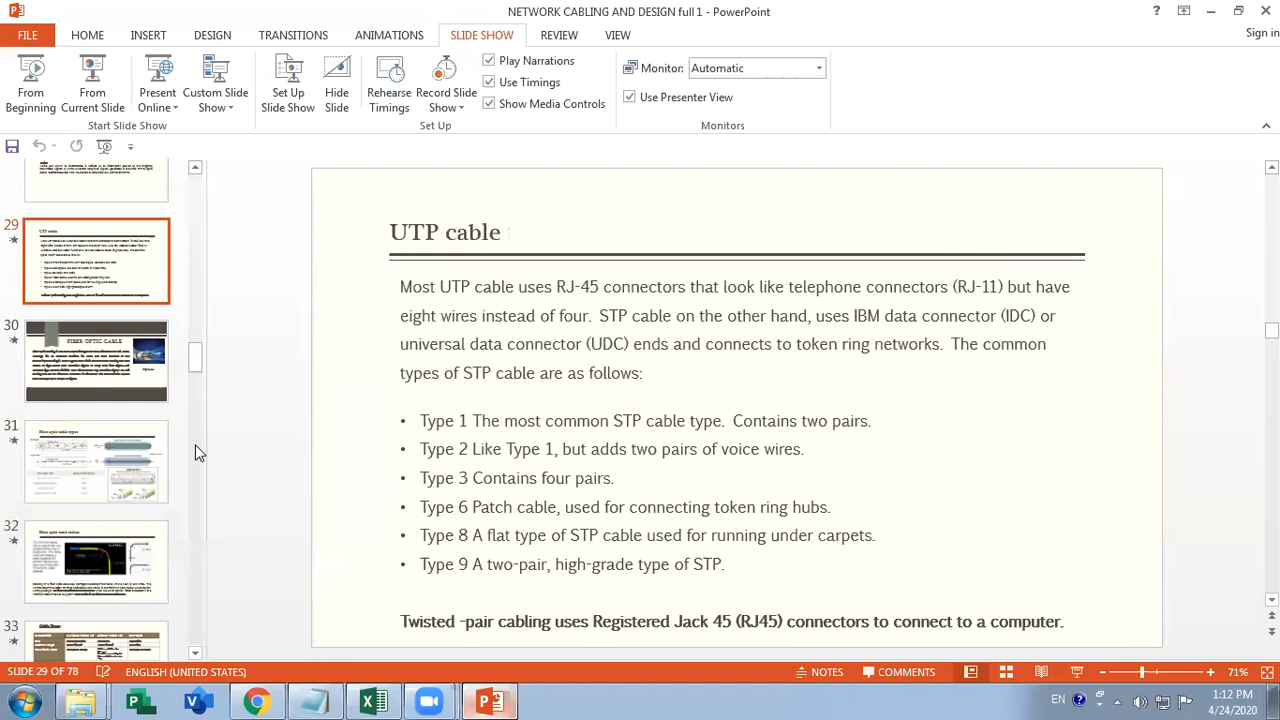 NETWORK CABLING AND DESIGN full 1 - PowerPoint
Sign in
FILE HOME INSERT DESIGN TRANSITIONS ANIMATIONS SLIDE SHOW REVIEW VIEW
From Beginning
From Current Slide
Present Online
Custom Slide Show
Start Slide Show
Set Up Slide Show
Hide Slide
Rehearse Timings
Record Slide Show
Play Narrations
Use Timings
Show Media Controls
Set Up
Monitor: Automatic
Use Presenter View
Monitors
29
30
FIBER OPTIC CABLE
31
Fiber optic cable types
32
33
Cable Types
UTP cable
Most UTP cable uses RJ-45 connectors that look like telephone connectors (RJ-11) but have
eight wires instead of four. STP cable on the other hand, uses IBM data connector (IDC) or
universal data connector (UDC) ends and connects to token ring networks. The common
types of STP cable are as follows:
• Type 1 The most common STP cable type. Contains two pairs.
• Type 2 Like Type 1, but adds two pairs of voice wires.
• Type 3 Contains four pairs.
• Type 6 Patch cable, used for connecting token ring hubs.
• Type 8 A flat type of STP cable used for running under carpets.
• Type 9 A two-pair, high-grade type of STP.
Twisted -pair cabling uses Registered Jack 45 (RJ45) connectors to connect to a computer.
SLIDE 29 OF 78 ENGLISH (UNITED STATES) NOTES COMMENTS 71%
EN
1:12 PM
4/24/2020